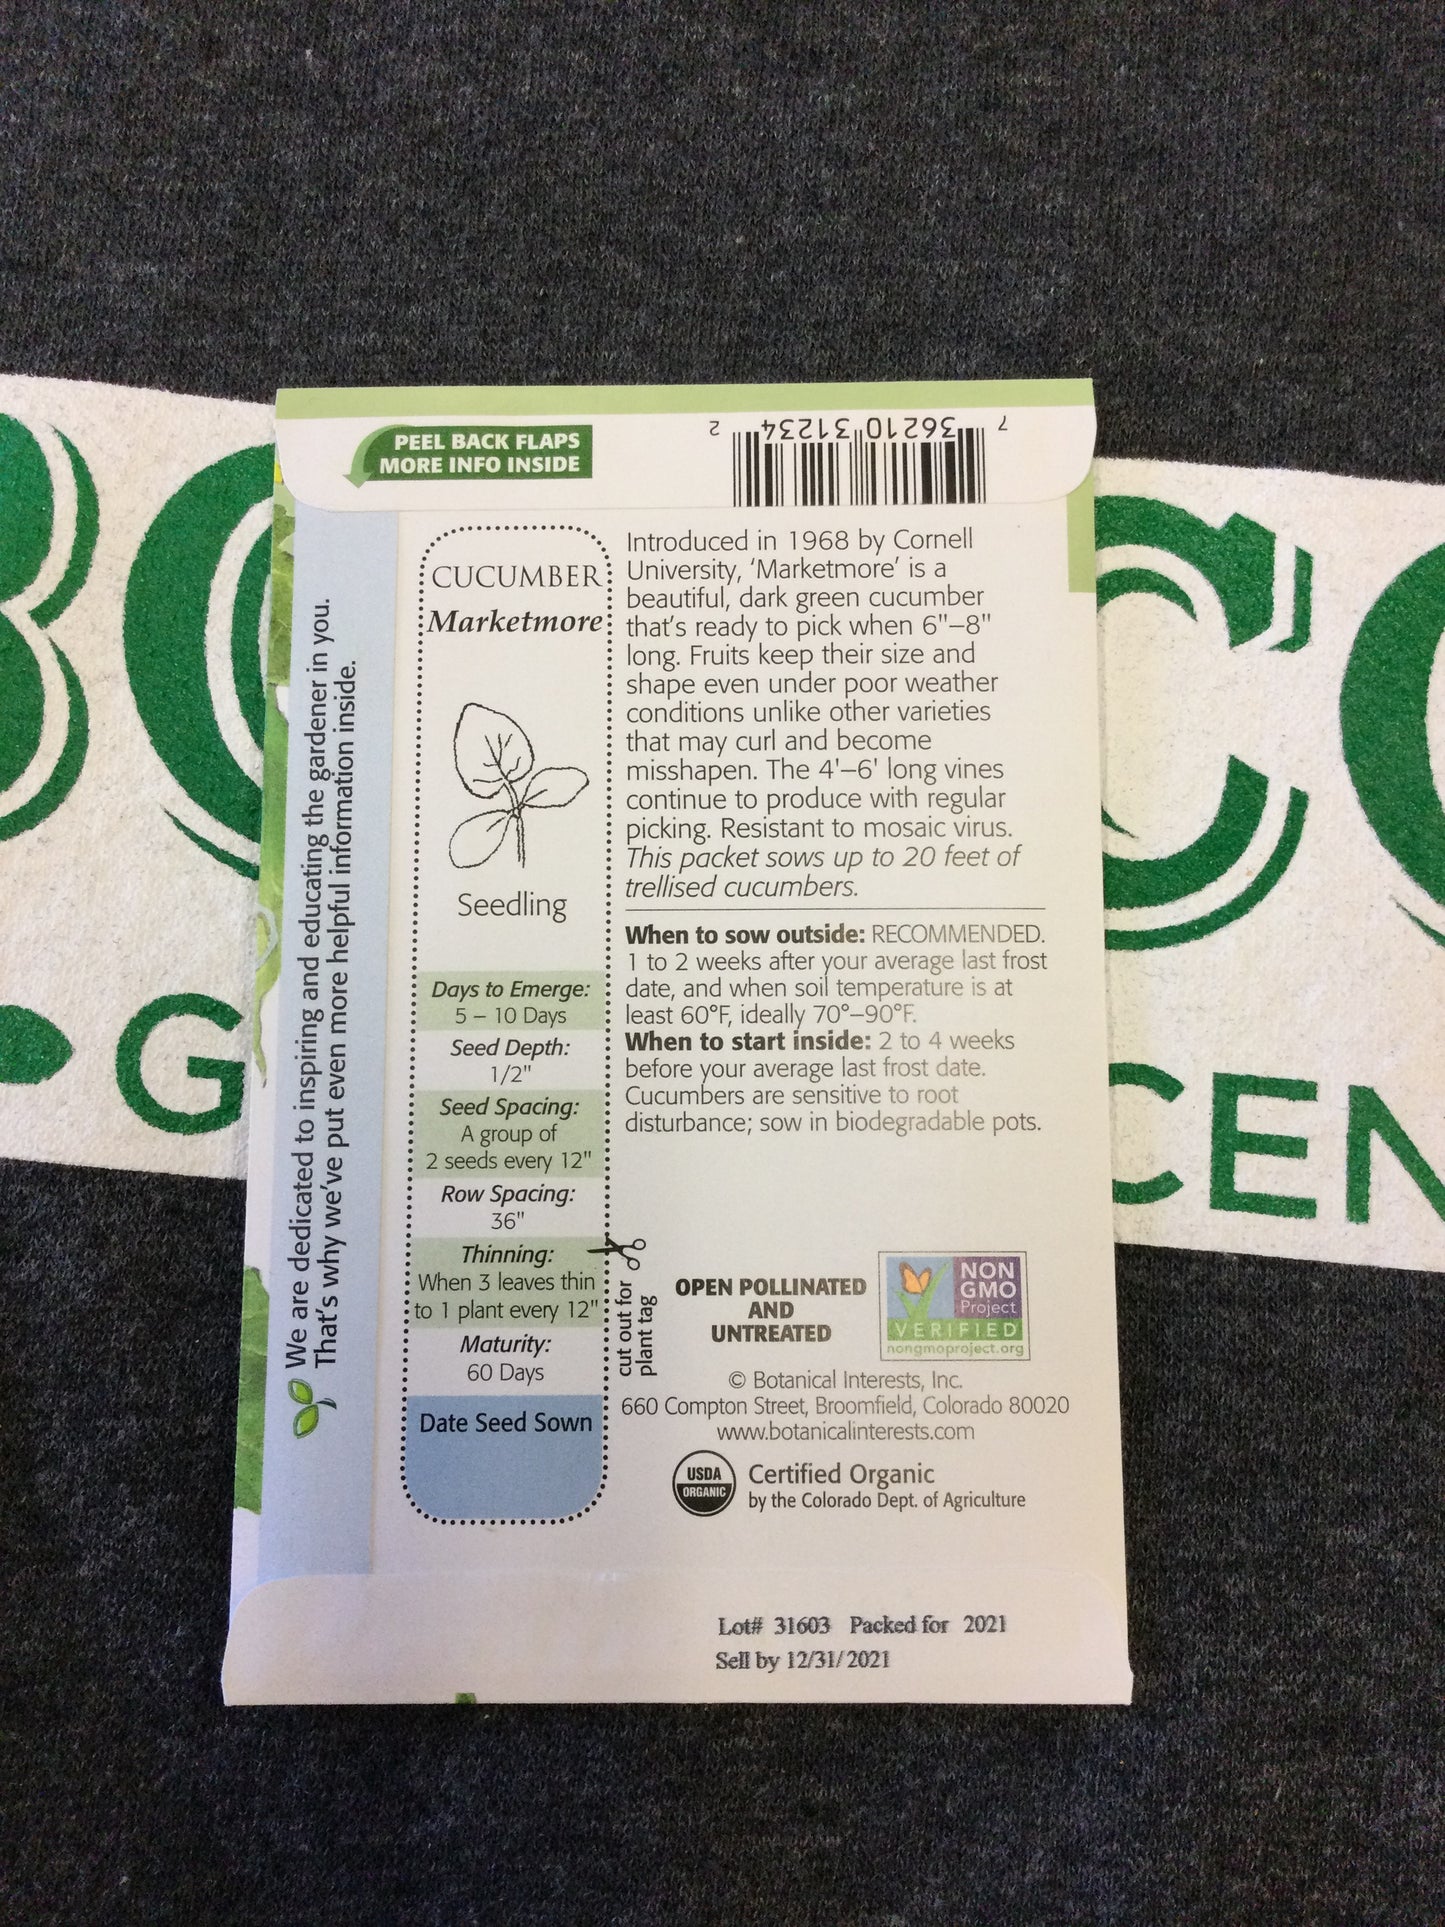 PEEL BACK FLAPS
MORE INFO INSIDE
7 36210 31234 2
We are dedicated to inspiring and educating the gardener in you.
That's why we've put even more helpful information inside.
CUCUMBER
Marketmore
Seedling
Days to Emerge:
5 – 10 Days
Seed Depth:
1/2"
Seed Spacing:
A group of
2 seeds every 12"
Row Spacing:
36"
Thinning:
When 3 leaves thin
to 1 plant every 12"
Maturity:
60 Days
Date Seed Sown
cut out for
plant tag
Introduced in 1968 by Cornell
University, 'Marketmore' is a
beautiful, dark green cucumber
that's ready to pick when 6"–8"
long. Fruits keep their size and
shape even under poor weather
conditions unlike other varieties
that may curl and become
misshapen. The 4'–6' long vines
continue to produce with regular
picking. Resistant to mosaic virus.
This packet sows up to 20 feet of
trellised cucumbers.
When to sow outside: RECOMMENDED.
1 to 2 weeks after your average last frost
date, and when soil temperature is at
least 60°F, ideally 70°–90°F.
When to start inside: 2 to 4 weeks
before your average last frost date.
Cucumbers are sensitive to root
disturbance; sow in biodegradable pots.
OPEN POLLINATED
AND
UNTREATED
NON
GMO
Project
VERIFIED
nongmoproject.org
© Botanical Interests, Inc.
660 Compton Street, Broomfield, Colorado 80020
www.botanicalinterests.com
USDA
ORGANIC
Certified Organic
by the Colorado Dept. of Agriculture
Lot# 31603 Packed for 2021
Sell by 12/31/2021